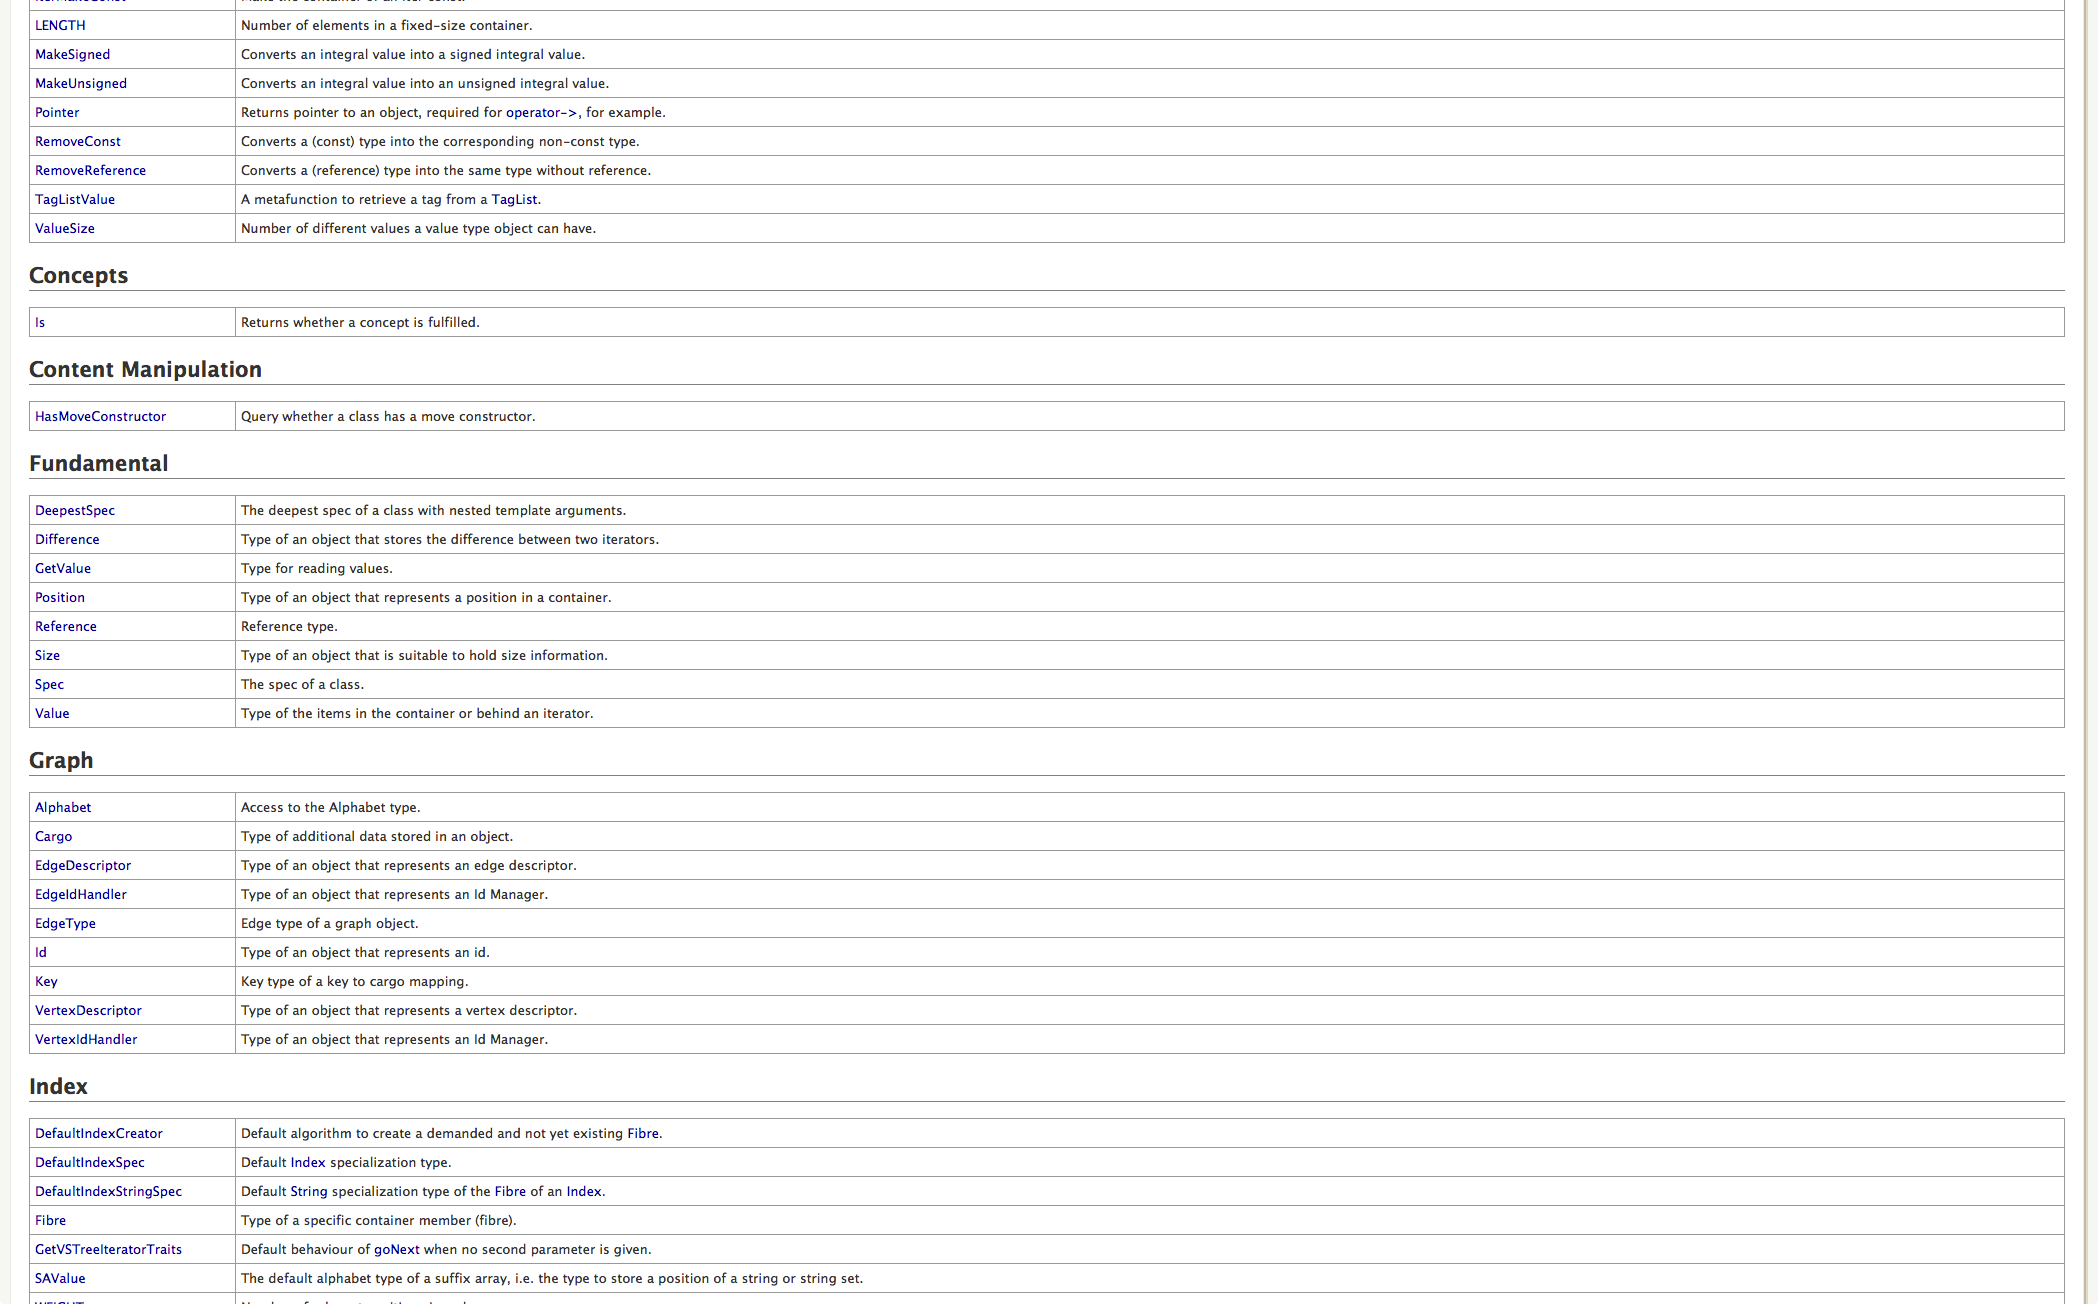 LENGTH Number of elements in a fixed-size container.
MakeSigned Converts an integral value into a signed integral value.
MakeUnsigned Converts an integral value into an unsigned integral value.
Pointer Returns pointer to an object, required for operator->, for example.
RemoveConst Converts a (const) type into the corresponding non-const type.
RemoveReference Converts a (reference) type into the same type without reference.
TagListValue A metafunction to retrieve a tag from a TagList.
ValueSize Number of different values a value type object can have.
Concepts
Is Returns whether a concept is fulfilled.
Content Manipulation
HasMoveConstructor Query whether a class has a move constructor.
Fundamental
DeepestSpec The deepest spec of a class with nested template arguments.
Difference Type of an object that stores the difference between two iterators.
GetValue Type for reading values.
Position Type of an object that represents a position in a container.
Reference Reference type.
Size Type of an object that is suitable to hold size information.
Spec The spec of a class.
Value Type of the items in the container or behind an iterator.
Graph
Alphabet Access to the Alphabet type.
Cargo Type of additional data stored in an object.
EdgeDescriptor Type of an object that represents an edge descriptor.
EdgeIdHandler Type of an object that represents an Id Manager.
EdgeType Edge type of a graph object.
Id Type of an object that represents an id.
Key Key type of a key to cargo mapping.
VertexDescriptor Type of an object that represents a vertex descriptor.
VertexIdHandler Type of an object that represents an Id Manager.
Index
DefaultIndexCreator Default algorithm to create a demanded and not yet existing Fibre.
DefaultIndexSpec Default Index specialization type.
DefaultIndexStringSpec Default String specialization type of the Fibre of an Index.
Fibre Type of a specific container member (fibre).
GetVSTreeIteratorTraits Default behaviour of goNext when no second parameter is given.
SAValue The default alphabet type of a suffix array, i.e. the type to store a position of a string or string set.